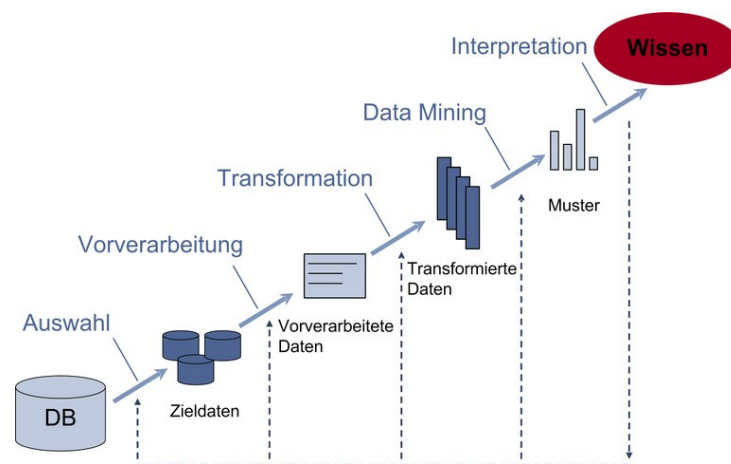 Interpretation
Wissen
Data Mining
Muster
Transformation
Transformierte
Daten
Vorverarbeitung
Vorverarbeitete
Daten
Auswahl
Zieldaten
DB